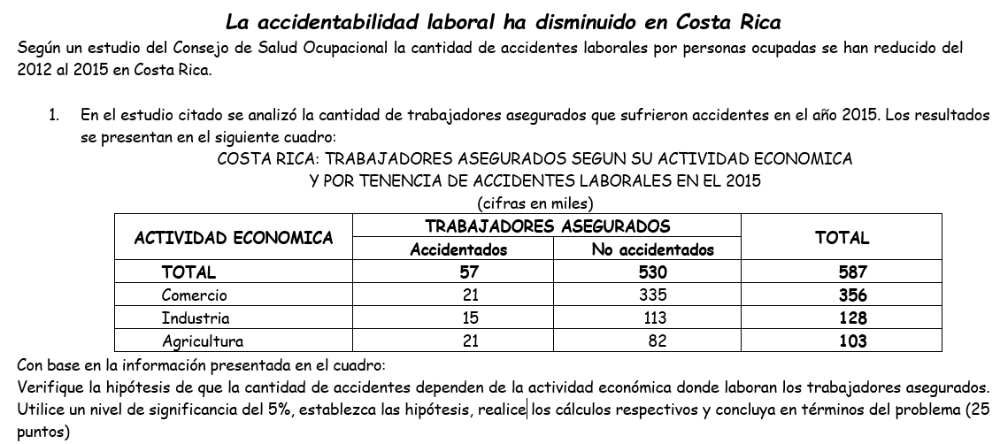 La accidentabilidad laboral ha disminuido en Costa Rica
Según un estudio del Consejo de Salud Ocupacional la cantidad de accidentes laborales por personas ocupadas se han reducido del
2012 al 2015 en Costa Rica.
1. En el estudio citado se analizó la cantidad de trabajadores asegurados que sufrieron accidentes en el año 2015. Los resultados
se presentan en el siguiente cuadro:
COSTA RICA: TRABAJADORES ASEGURADOS SEGUN SU ACTIVIDAD ECONOMICA
Y POR TENENCIA DE ACCIDENTES LABORALES EN EL 2015
(cifras en miles)
ACTIVIDAD ECONOMICA TRABAJADORES ASEGURADOS TOTAL
Accidentados No accidentados
TOTAL 57 530 587
Comercio 21 335 356
Industria 15 113 128
Agricultura 21 82 103
Con base en la información presentada en el cuadro:
Verifique la hipótesis de que la cantidad de accidentes dependen de la actividad económica donde laboran los trabajadores asegurados.
Utilice un nivel de significancia del 5%, establezca las hipótesis, realice los cálculos respectivos y concluya en términos del problema (25
puntos)